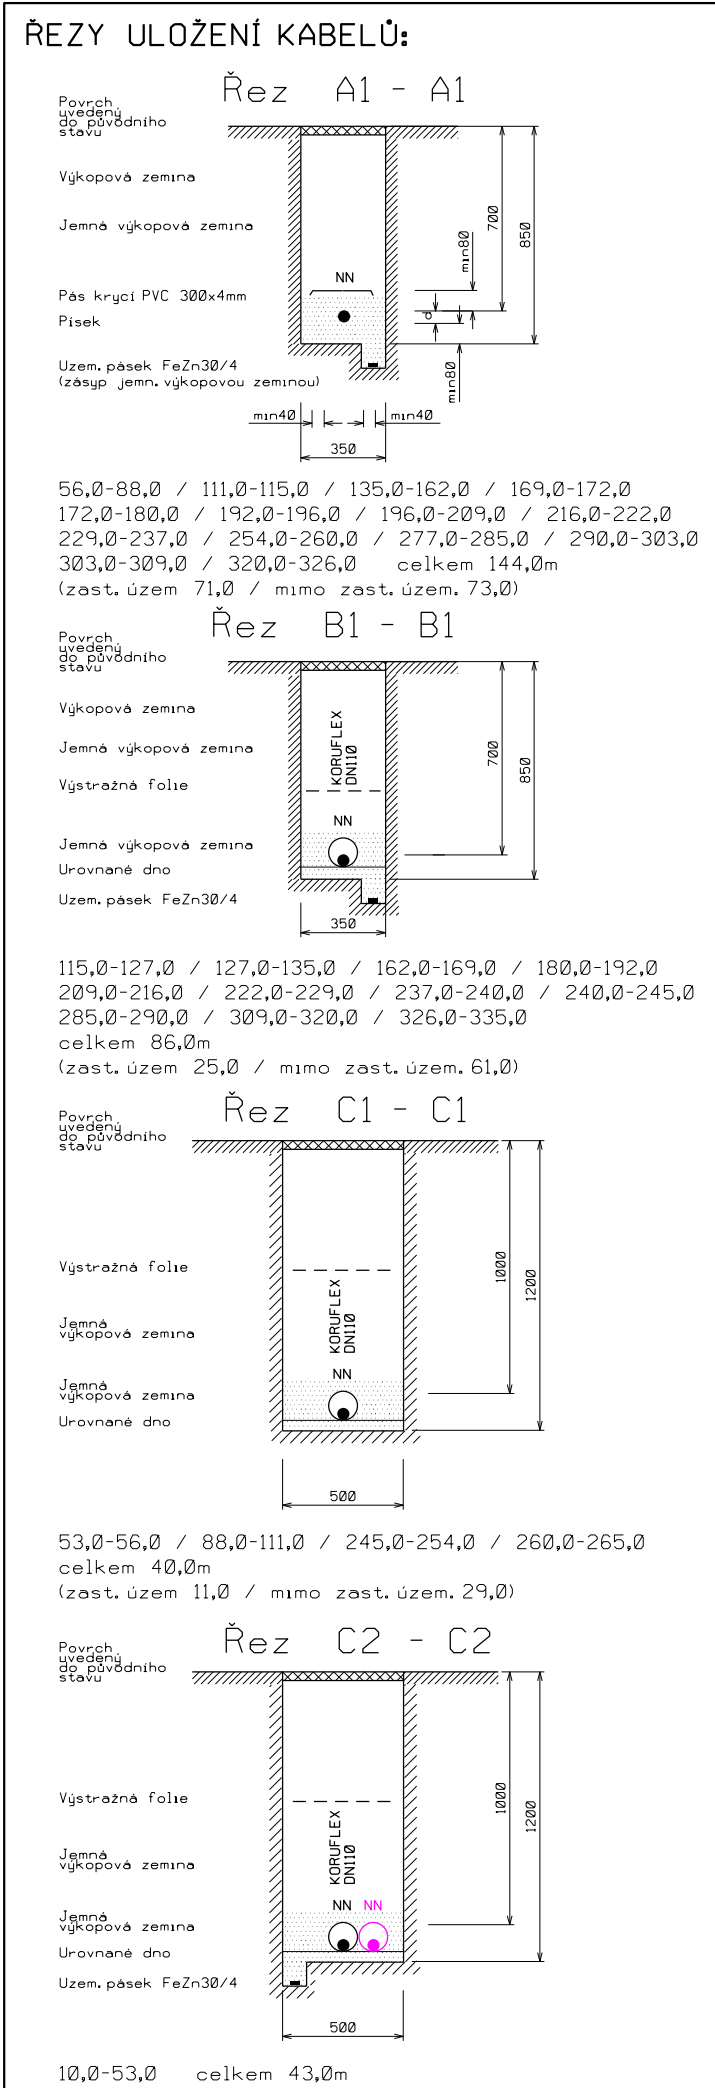 ŘEZY ULOŽENÍ KABELŮ:
Řez A1 - A1
Povrch
uvedený
do původního
stavu
Výkopová zemina
Jemná výkopová zemina
Pás krycí PVC 300x4mm
Písek
Uzem. pásek FeZn30/4
(zásyp jemn. výkopovou zeminou)
NN
min80
700
850
d
min80
min40
min40
350
56,0-88,0 / 111,0-115,0 / 135,0-162,0 / 169,0-172,0
172,0-180,0 / 192,0-196,0 / 196,0-209,0 / 216,0-222,0
229,0-237,0 / 254,0-260,0 / 277,0-285,0 / 290,0-303,0
303,0-309,0 / 320,0-326,0 celkem 144,0m
(zast. územ 71,0 / mimo zast. územ. 73,0)
Řez B1 - B1
Povrch
uvedený
do původního
stavu
Výkopová zemina
Jemná výkopová zemina
Výstražná folie
Jemná výkopová zemina
Urovnané dno
Uzem. pásek FeZn30/4
KORUFLEX
DN110
NN
700
850
350
115,0-127,0 / 127,0-135,0 / 162,0-169,0 / 180,0-192,0
209,0-216,0 / 222,0-229,0 / 237,0-240,0 / 240,0-245,0
285,0-290,0 / 309,0-320,0 / 326,0-335,0
celkem 86,0m
(zast. územ 25,0 / mimo zast. územ. 61,0)
Řez C1 - C1
Povrch
uvedený
do původního
stavu
Výstražná folie
Jemná
výkopová zemina
Jemná
výkopová zemina
Urovnané dno
KORUFLEX
DN110
NN
1000
1200
500
53,0-56,0 / 88,0-111,0 / 245,0-254,0 / 260,0-265,0
celkem 40,0m
(zast. územ 11,0 / mimo zast. územ. 29,0)
Řez C2 - C2
Povrch
uvedený
do původního
stavu
Výstražná folie
Jemná
výkopová zemina
Jemná
výkopová zemina
Urovnané dno
Uzem. pásek FeZn30/4
KORUFLEX
DN110
NN NN
1000
1200
500
10,0-53,0 celkem 43,0m